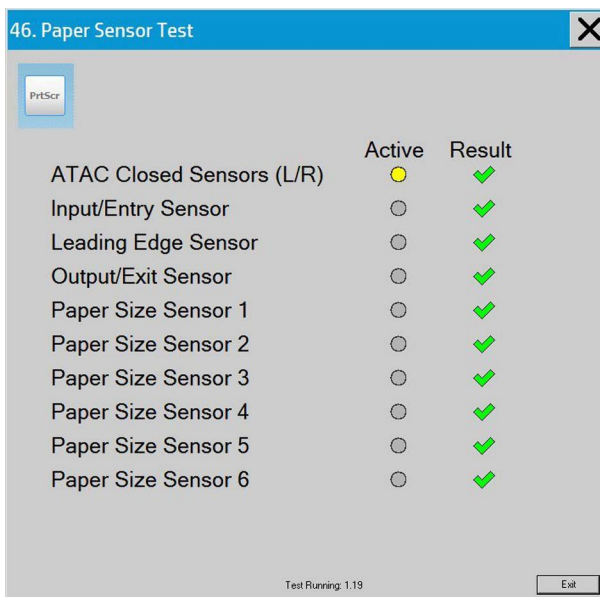 46. Paper Sensor Test
PrtScr
Active Result
ATAC Closed Sensors (L/R)
Input/Entry Sensor
Leading Edge Sensor
Output/Exit Sensor
Paper Size Sensor 1
Paper Size Sensor 2
Paper Size Sensor 3
Paper Size Sensor 4
Paper Size Sensor 5
Paper Size Sensor 6
Test Running: 1.19
Exit